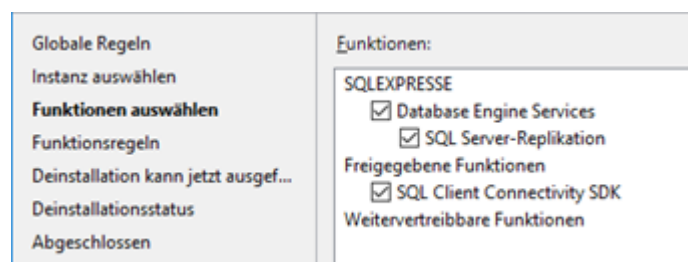 Globale Regeln
Instanz auswählen
Funktionen auswählen
Funktionsregeln
Deinstallation kann jetzt ausgef...
Deinstallationsstatus
Abgeschlossen
Funktionen:
SQLEXPRESSE
Database Engine Services
SQL Server-Replikation
Freigegebene Funktionen
SQL Client Connectivity SDK
Weitervertreibbare Funktionen